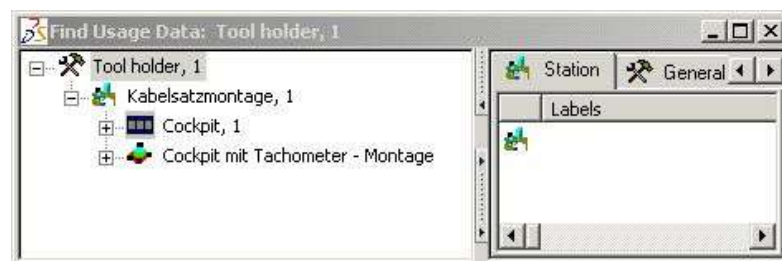 Find Usage Data: Tool holder, 1
Tool holder, 1
Kabelsatzmontage, 1
Cockpit, 1
Cockpit mit Tachometer - Montage
Station
General
Labels